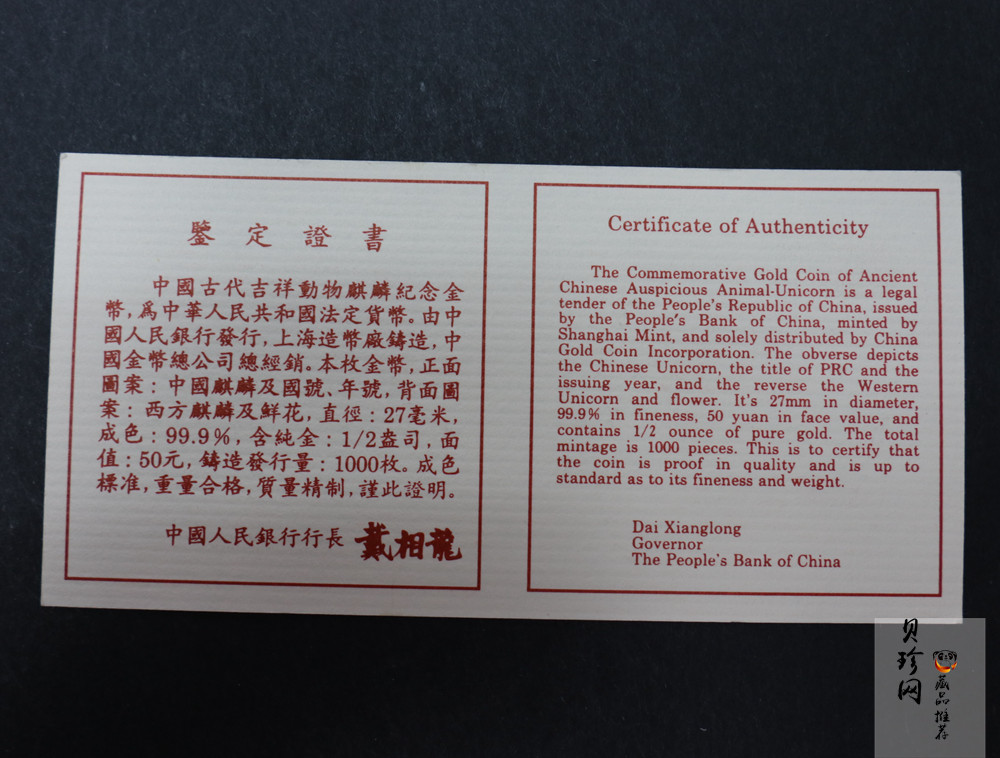 鑒定證書
中國古代吉祥動物麒麟紀念金
幣,爲中華人民共和國法定貨幣。由中
國人民銀行發行,上海造幣廠鑄造,中
國金幣總公司總經銷。本枚金幣,正面
圖案:中國麒麟及國號、年號,背面圖
案:西方麒麟及鮮花,直徑:27毫米,
成色:99.9%,含純金:1/2盎司,面
值:50元,鑄造發行量:1000枚。成色
標准,重量合格,質量精制,謹此證明。
中國人民銀行行長 戴相龍
Certificate of Authenticity
The Commemorative Gold Coin of Ancient
Chinese Auspicious Animal-Unicorn is a legal
tender of the People's Republic of China, issued
by the People's Bank of China, minted by
Shanghai Mint, and solely distributed by China
Gold Coin Incorporation. The obverse depicts
the Chinese Unicorn, the title of PRC and the
issuing year, and the reverse the Western
Unicorn and flower. It's 27mm in diameter,
99.9% in fineness, 50 yuan in face value, and
contains 1/2 ounce of pure gold. The total
mintage is 1000 pieces. This is to certify that
the coin is proof in quality and is up to
standard as to its fineness and weight.
Dai Xianglong
Governor
The People's Bank of China
贝珍网
藏品推荐